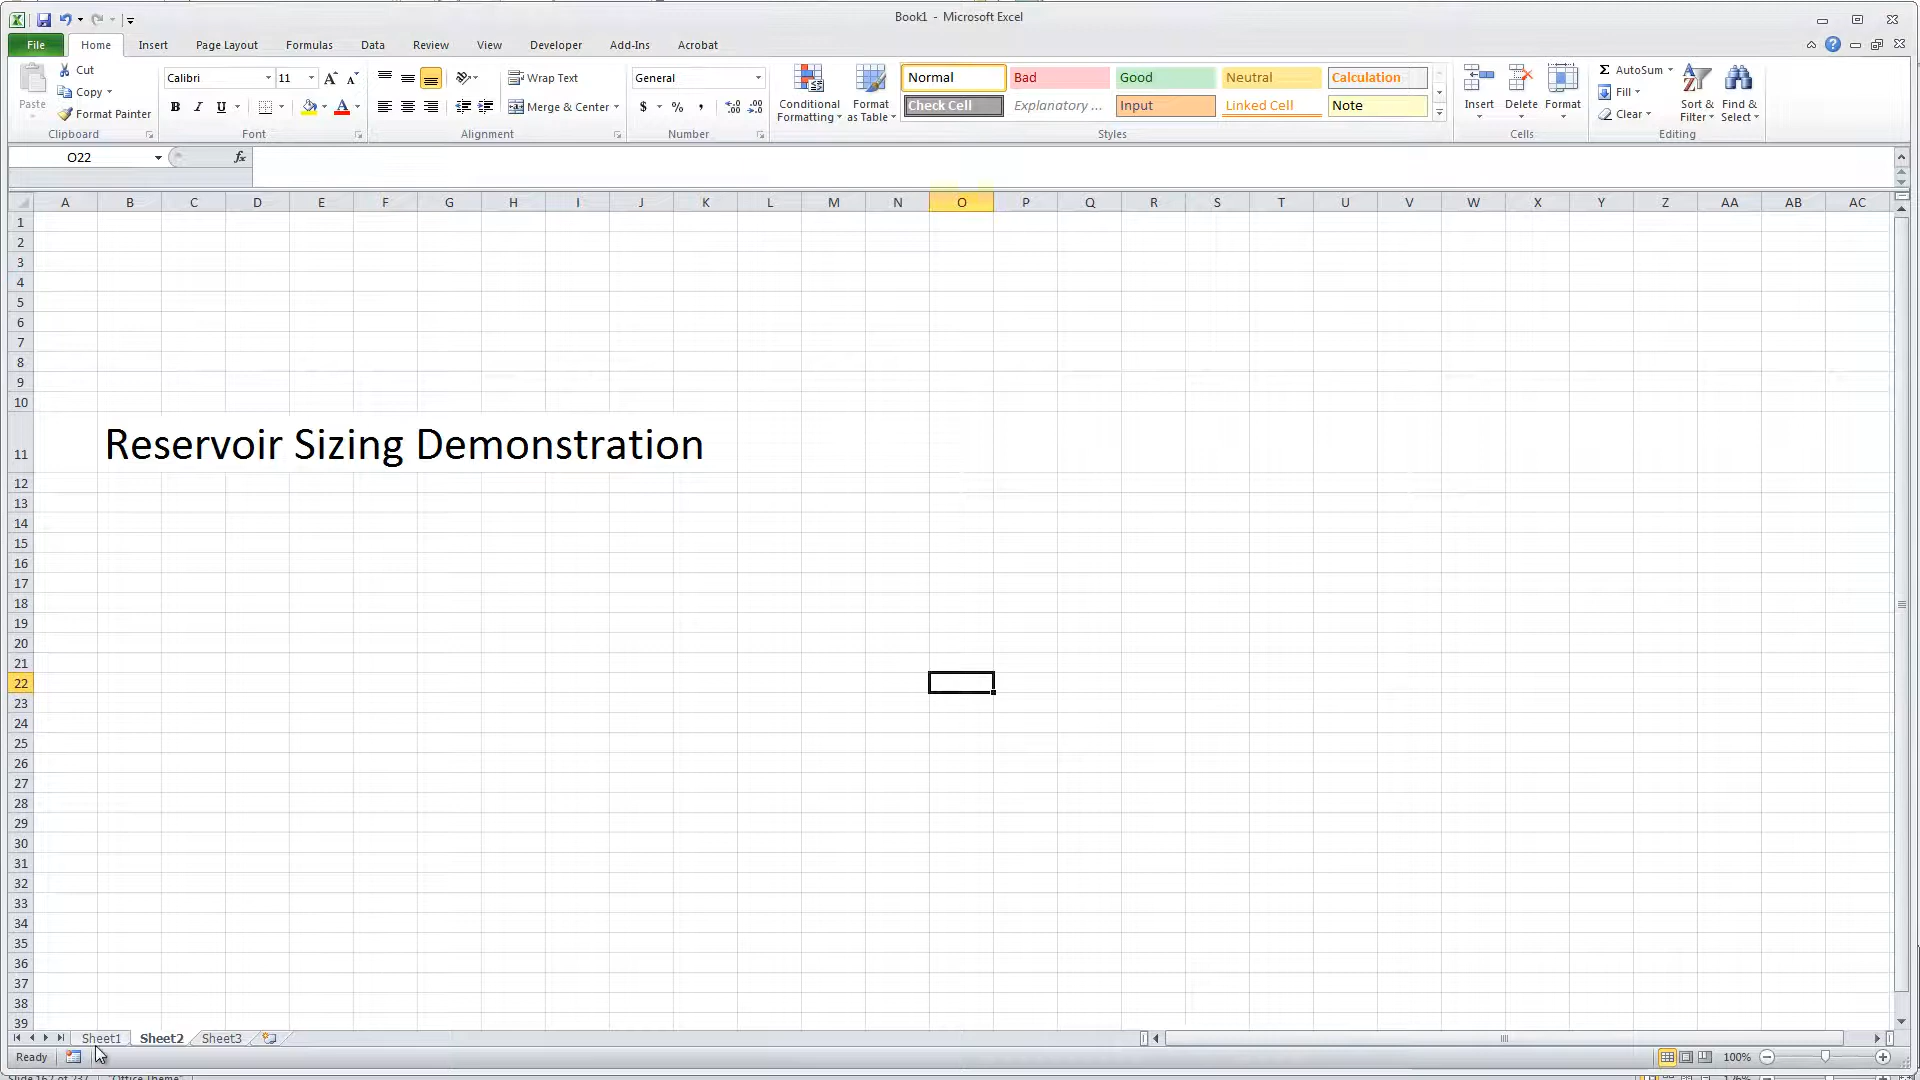 Book1 - Microsoft Excel
File Home Insert Page Layout Formulas Data Review View Developer Add-Ins Acrobat
Paste
Cut
Copy
Format Painter
Clipboard
Calibri 11
B I U
Font
Wrap Text
Merge & Center
Alignment
General
$ % ,
Number
Conditional Formatting
Format as Table
Normal Bad Good Neutral Calculation
Check Cell Explanatory ... Input Linked Cell Note
Styles
Insert Delete Format
Cells
AutoSum
Fill
Clear
Sort & Filter
Find & Select
Editing
O22
fx
A B C D E F G H I J K L M N O P Q R S T U V W X Y Z AA AB AC
1
2
3
4
5
6
7
8
9
10
11 Reservoir Sizing Demonstration
12
13
14
15
16
17
18
19
20
21
22
23
24
25
26
27
28
29
30
31
32
33
34
35
36
37
38
39
Sheet1 Sheet2 Sheet3
Ready 100%